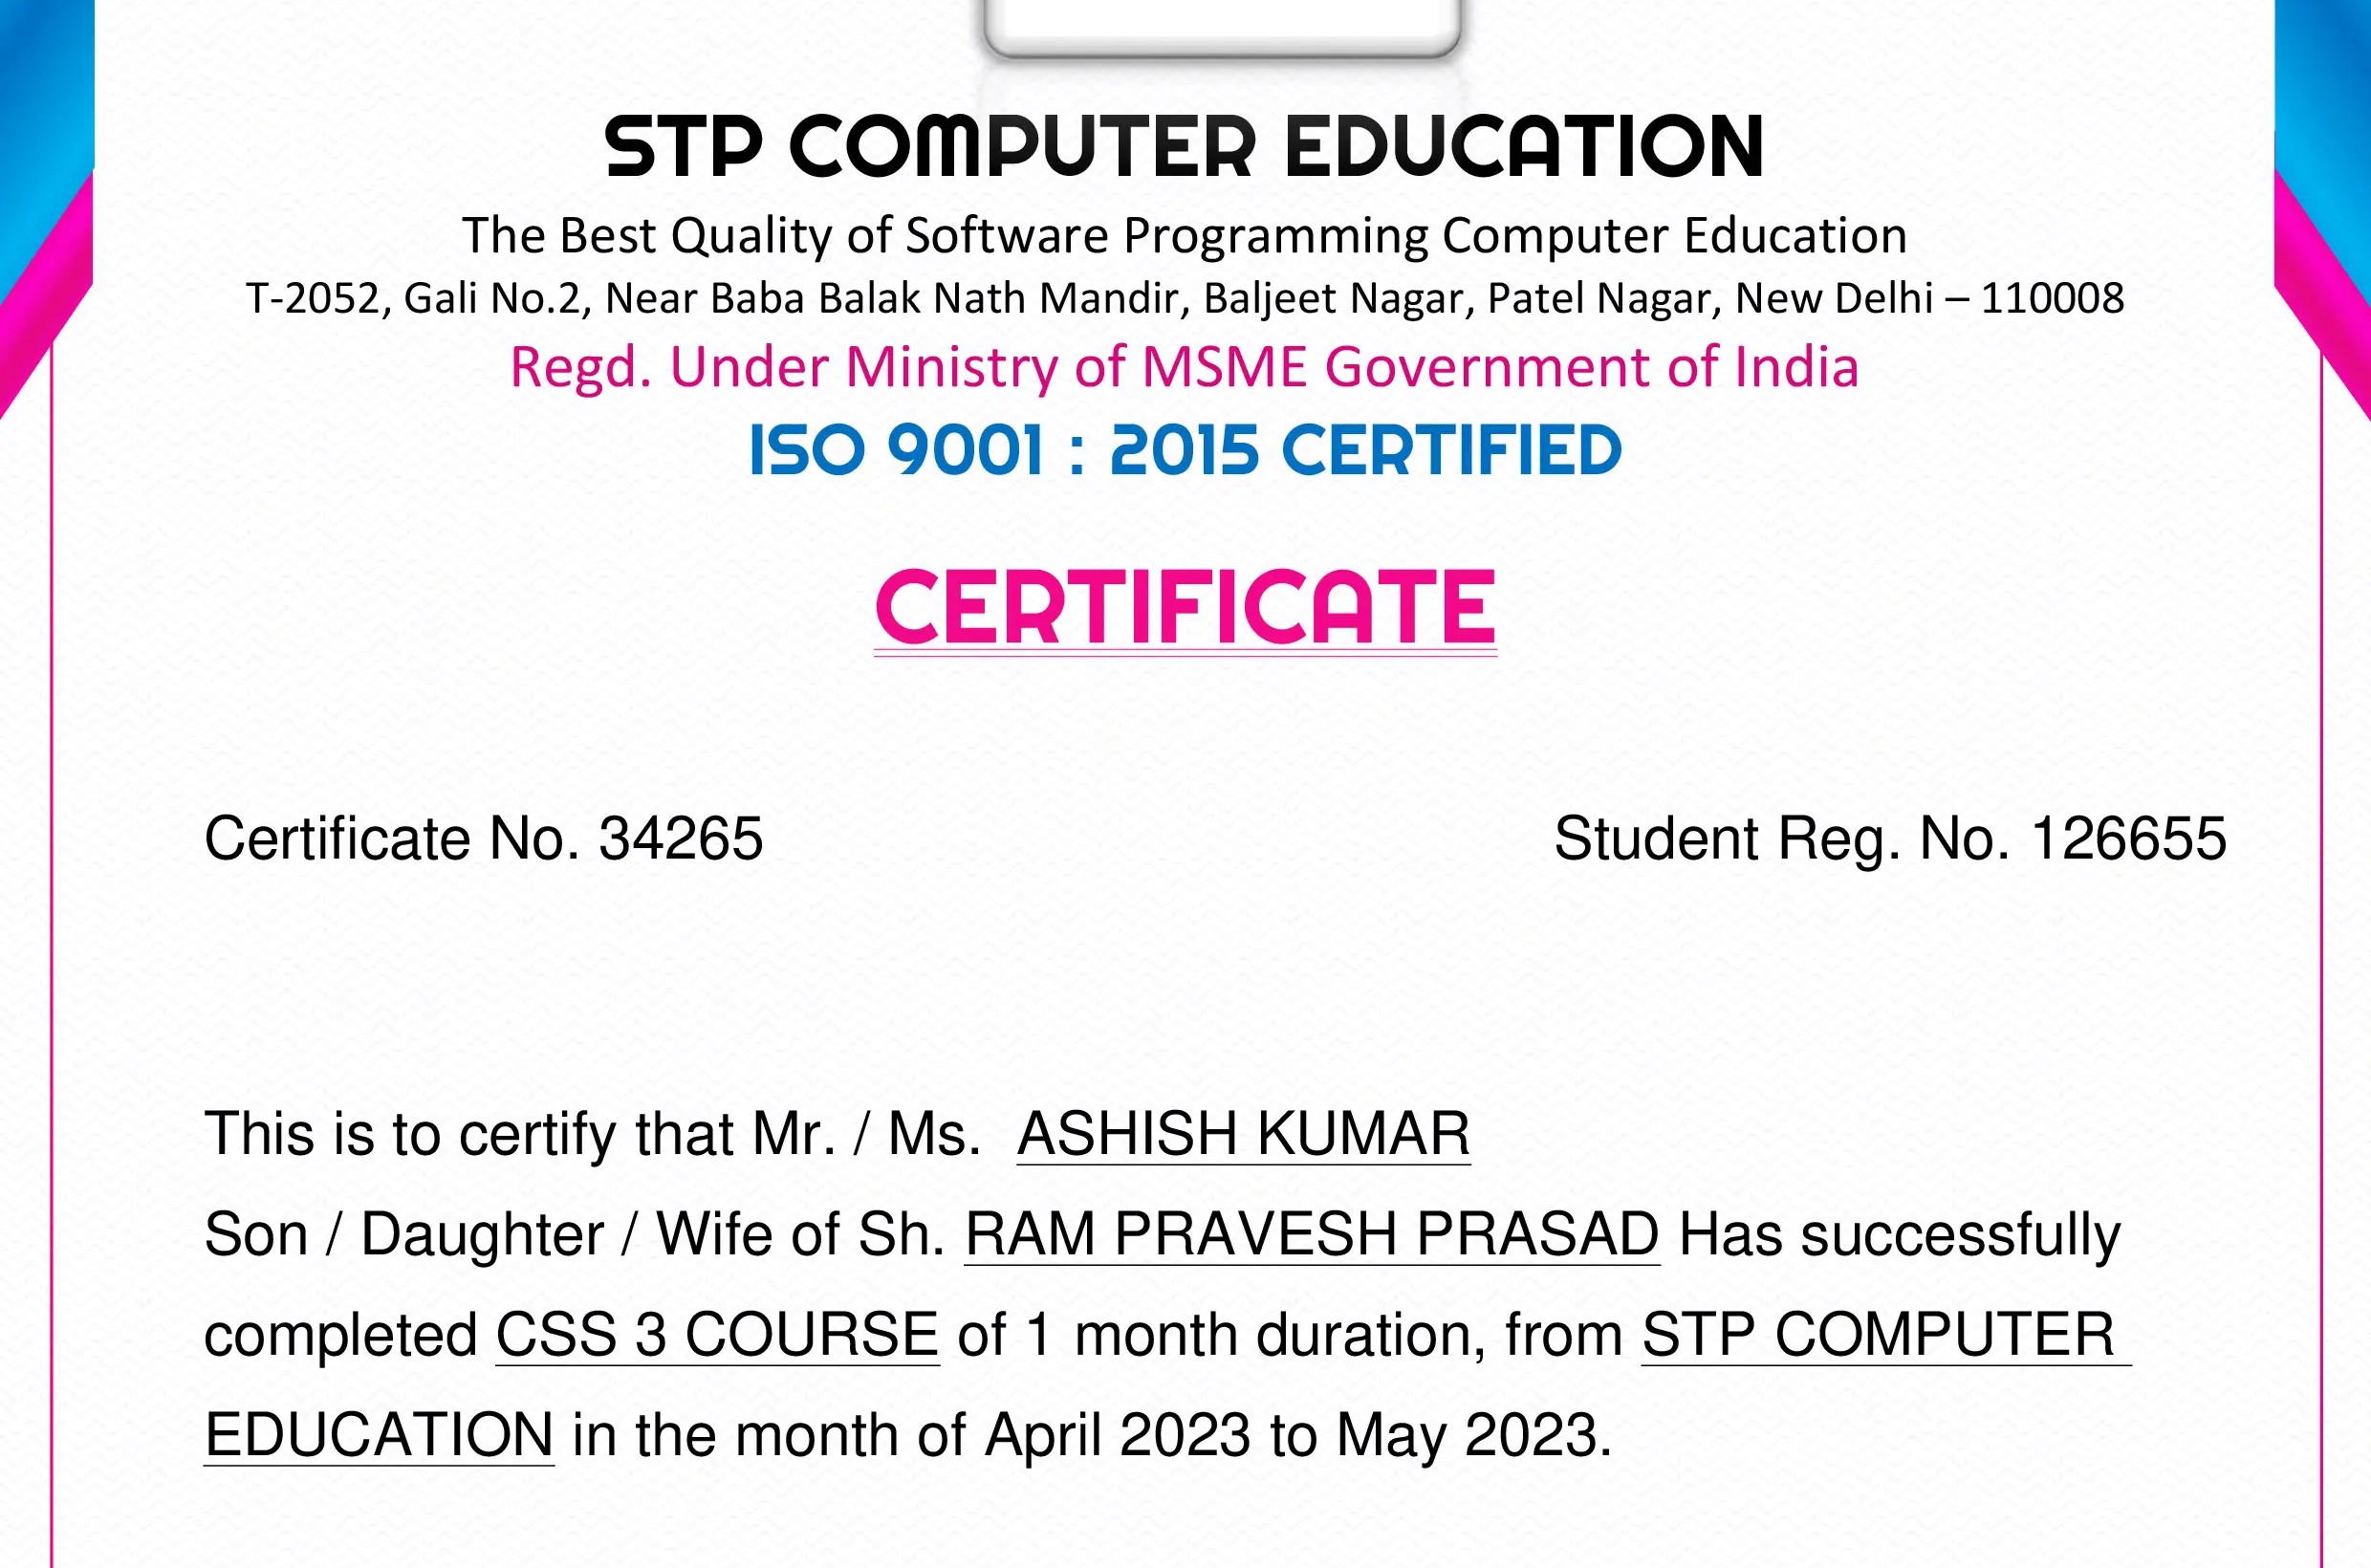 STP COMPUTER EDUCATION
The Best Quality of Software Programming Computer Education
T-2052, Gali No.2, Near Baba Balak Nath Mandir, Baljeet Nagar, Patel Nagar, New Delhi – 110008
Regd. Under Ministry of MSME Government of India
ISO 9001 : 2015 CERTIFIED
CERTIFICATE
Certificate No. 34265 Student Reg. No. 126655
This is to certify that Mr. / Ms. ASHISH KUMAR
Son / Daughter / Wife of Sh. RAM PRAVESH PRASAD Has successfully
completed CSS 3 COURSE of 1 month duration, from STP COMPUTER
EDUCATION in the month of April 2023 to May 2023.